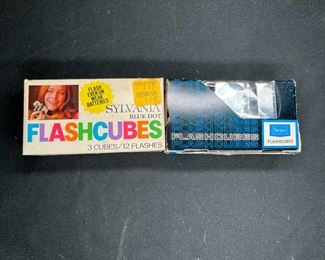 FLASH
EVEN ON
WEAK
BATTERIES
SYLVANIA
BLUE DOT
FLASHCUBES
3 CUBES/12 FLASHES
FLASHCUBES
Sears
FLASHCUBES